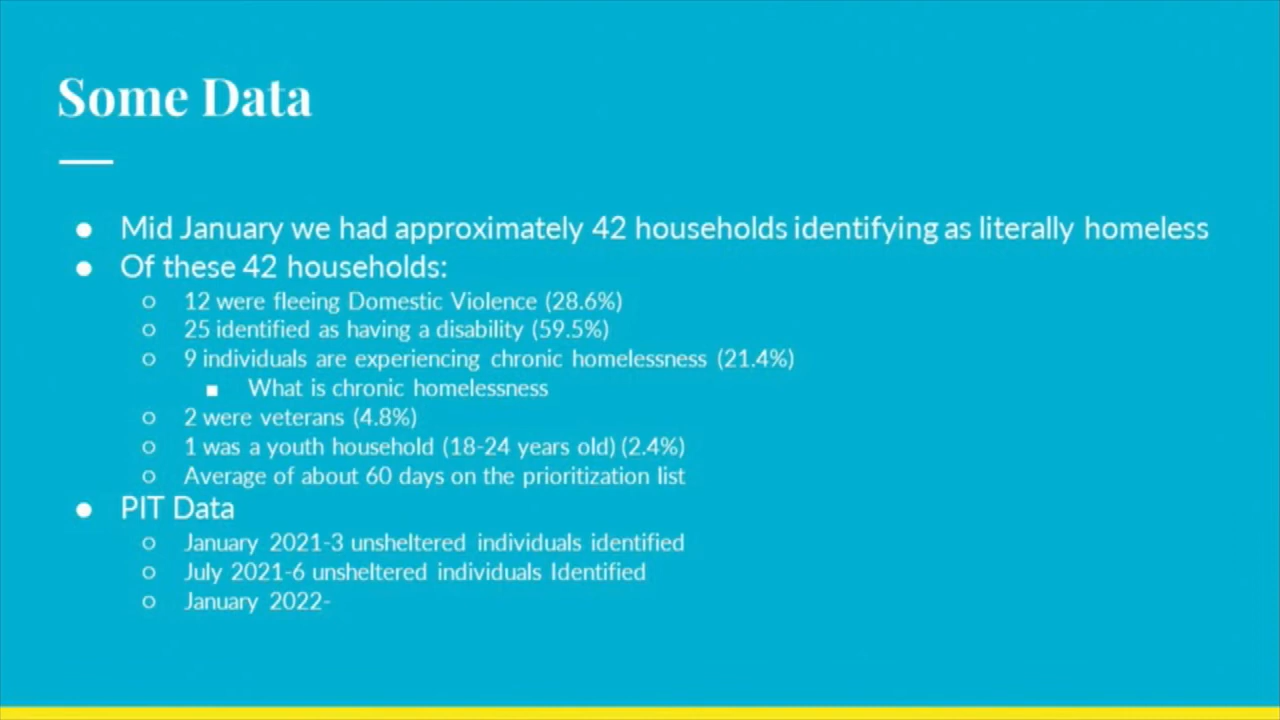 Some Data
● Mid January we had approximately 42 households identifying as literally homeless
● Of these 42 households:
○ 12 were fleeing Domestic Violence (28.6%)
○ 25 identified as having a disability (59.5%)
○ 9 individuals are experiencing chronic homelessness (21.4%)
■ What is chronic homelessness
○ 2 were veterans (4.8%)
○ 1 was a youth household (18-24 years old) (2.4%)
○ Average of about 60 days on the prioritization list
● PIT Data
○ January 2021-3 unsheltered individuals identified
○ July 2021-6 unsheltered individuals Identified
○ January 2022-